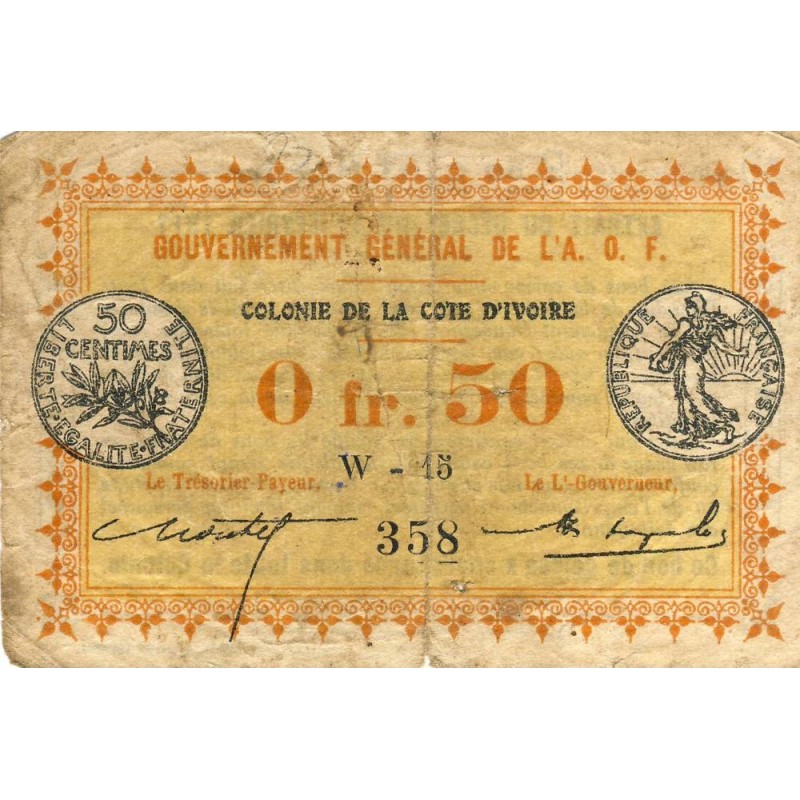 GOUVERNEMENT GÉNÉRAL DE L'A. O. F.
COLONIE DE LA COTE D'IVOIRE
50
CENTIMES
LIBERTE·EGALITE·FRATERNITE
REPUBLIQUE FRANÇAISE
0 fr. 50
W - 15
Le Trésorier-Payeur,
Le Lt-Gouverneur,
358